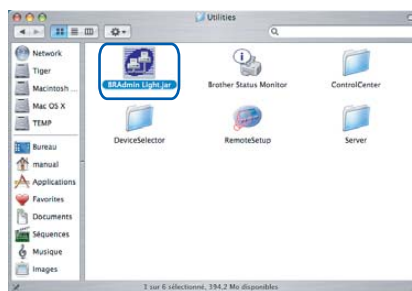 Utilities
Network
Tiger
Macintosh ...
Mac OS X
TEMP
Bureau
manual
Applications
Favorites
Documents
Séquences
Musique
Images
BRAdmin Light.jar
Brother Status Monitor
ControlCenter
DeviceSelector
RemoteSetup
Server
1 sur 6 sélectionné, 394.2 Mo disponibles